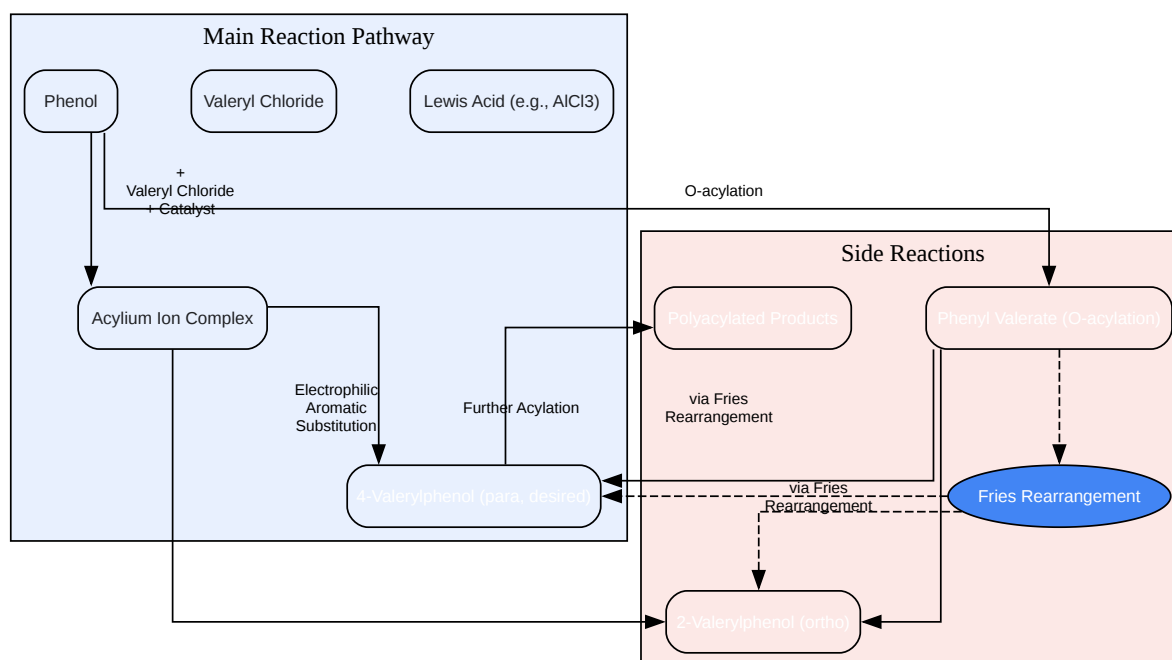 Main Reaction Pathway
Phenol
Valeryl Chloride
Lewis Acid (e.g., AlCl3)
+
Valeryl Chloride
+ Catalyst
O-acylation
Side Reactions
Acylium Ion Complex
Polyacylated Products
Phenyl Valerate (O-acylation)
Electrophilic
Aromatic
Substitution
Further Acylation
via Fries
Rearrangement
4-Valerylphenol (para, desired)
via Fries
Rearrangement
Fries Rearrangement
2-Valerylphenol (ortho)